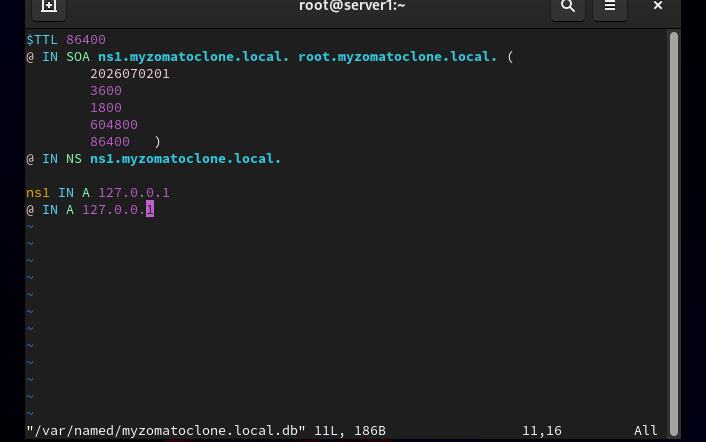 root@server1:~
$TTL 86400
@ IN SOA ns1.myzomatoclone.local. root.myzomatoclone.local. (
        2026070201
        3600
        1800
        604800
        86400   )
@ IN NS ns1.myzomatoclone.local.

ns1 IN A 127.0.0.1
@ IN A 127.0.0.1
~
~
~
~
~
~
~
~
~
~
~
~
"/var/named/myzomatoclone.local.db" 11L, 186B 11,16 All